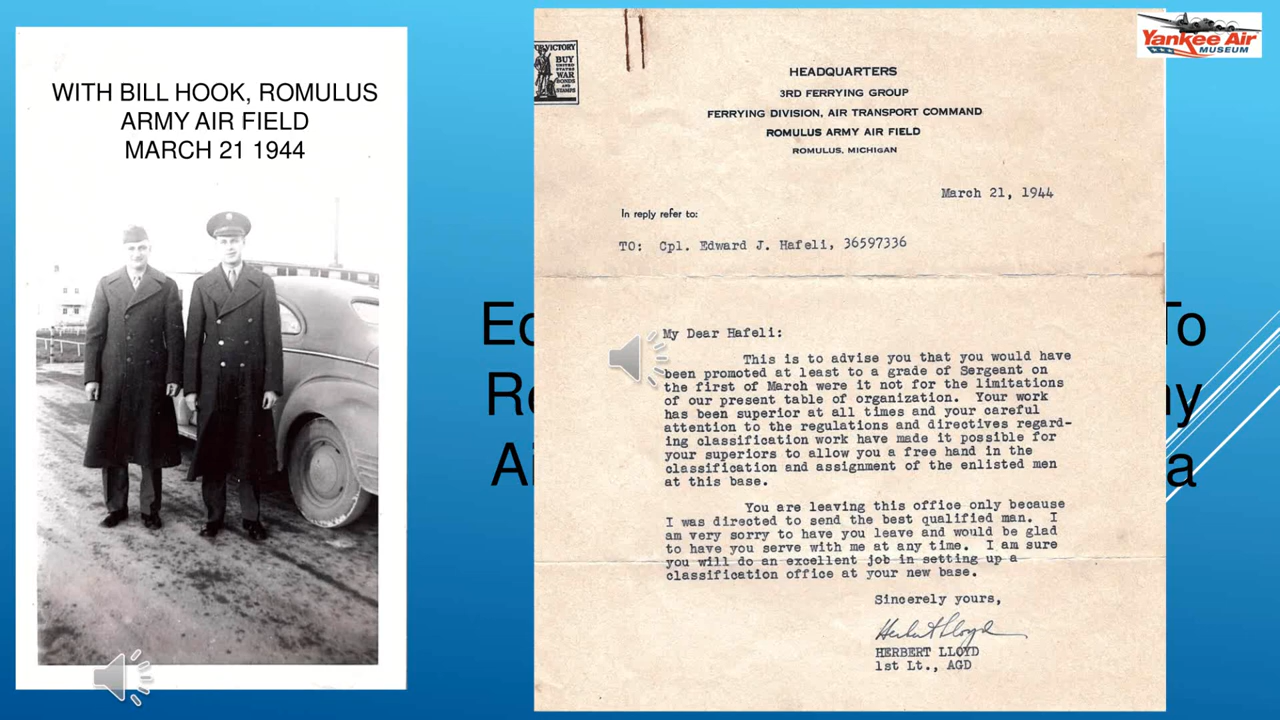 WITH BILL HOOK, ROMULUS
ARMY AIR FIELD
MARCH 21 1944
Yankee Air
MUSEUM
VICTORY
BUY
UNITED
STATES
WAR
BONDS
AND
STAMPS
HEADQUARTERS
3RD FERRYING GROUP
FERRYING DIVISION, AIR TRANSPORT COMMAND
ROMULUS ARMY AIR FIELD
ROMULUS, MICHIGAN
March 21, 1944
In reply refer to:
TO: Cpl. Edward J. Hafeli, 36597336
My Dear Hafeli:
This is to advise you that you would have
been promoted at least to a grade of Sergeant on
the first of March were it not for the limitations
of our present table of organization. Your work
has been superior at all times and your careful
attention to the regulations and directives regard-
ing classification work have made it possible for
your superiors to allow you a free hand in the
classification and assignment of the enlisted men
at this base.
You are leaving this office only because
I was directed to send the best qualified man. I
am very sorry to have you leave and would be glad
to have you serve with me at any time. I am sure
you will do an excellent job in setting up a
classification office at your new base.
Sincerely yours,
Herbert Lloyd
HERBERT LLOYD
1st Lt., AGD
To